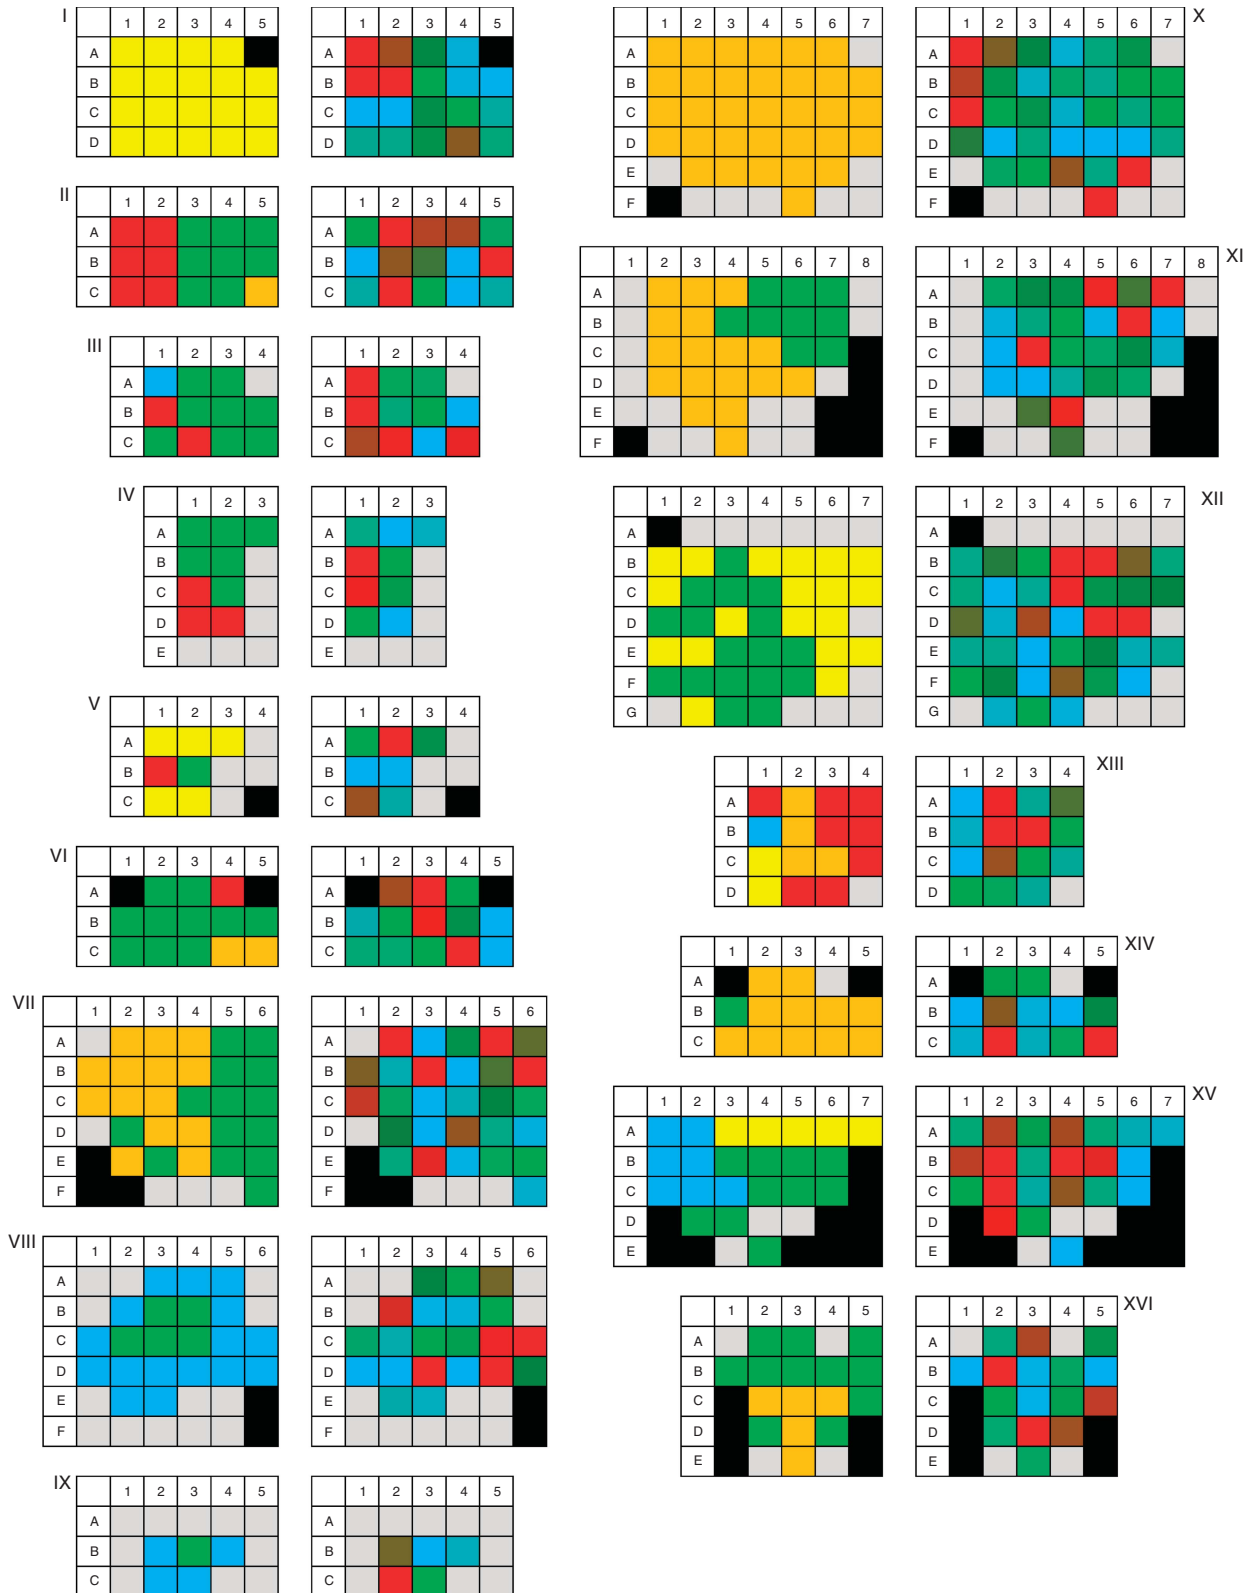 I 1 2 3 4 5 1 2 3 4 5
A A
B B
C C
D D
II 1 2 3 4 5 1 2 3 4 5
A A
B B
C C
III 1 2 3 4 1 2 3 4
A A
B B
C C
IV 1 2 3 1 2 3
A A
B B
C C
D D
E E
V 1 2 3 4 1 2 3 4
A A
B B
C C
VI 1 2 3 4 5 1 2 3 4 5
A A
B B
C C
VII 1 2 3 4 5 6 1 2 3 4 5 6
A A
B B
C C
D D
E E
F F
VIII 1 2 3 4 5 6 1 2 3 4 5 6
A A
B B
C C
D D
E E
F F
IX 1 2 3 4 5 1 2 3 4 5
A A
B B
C C
1 2 3 4 5 6 7 1 2 3 4 5 6 7 X
A A
B B
C C
D D
E E
F F
1 2 3 4 5 6 7 8 1 2 3 4 5 6 7 8 XI
A A
B B
C C
D D
E E
F F
1 2 3 4 5 6 7 1 2 3 4 5 6 7 XII
A A
B B
C C
D D
E E
F F
G G
1 2 3 4 1 2 3 4 XIII
A A
B B
C C
D D
1 2 3 4 5 1 2 3 4 5 XIV
A A
B B
C C
1 2 3 4 5 6 7 1 2 3 4 5 6 7 XV
A A
B B
C C
D D
E E
1 2 3 4 5 1 2 3 4 5 XVI
A A
B B
C C
D D
E E